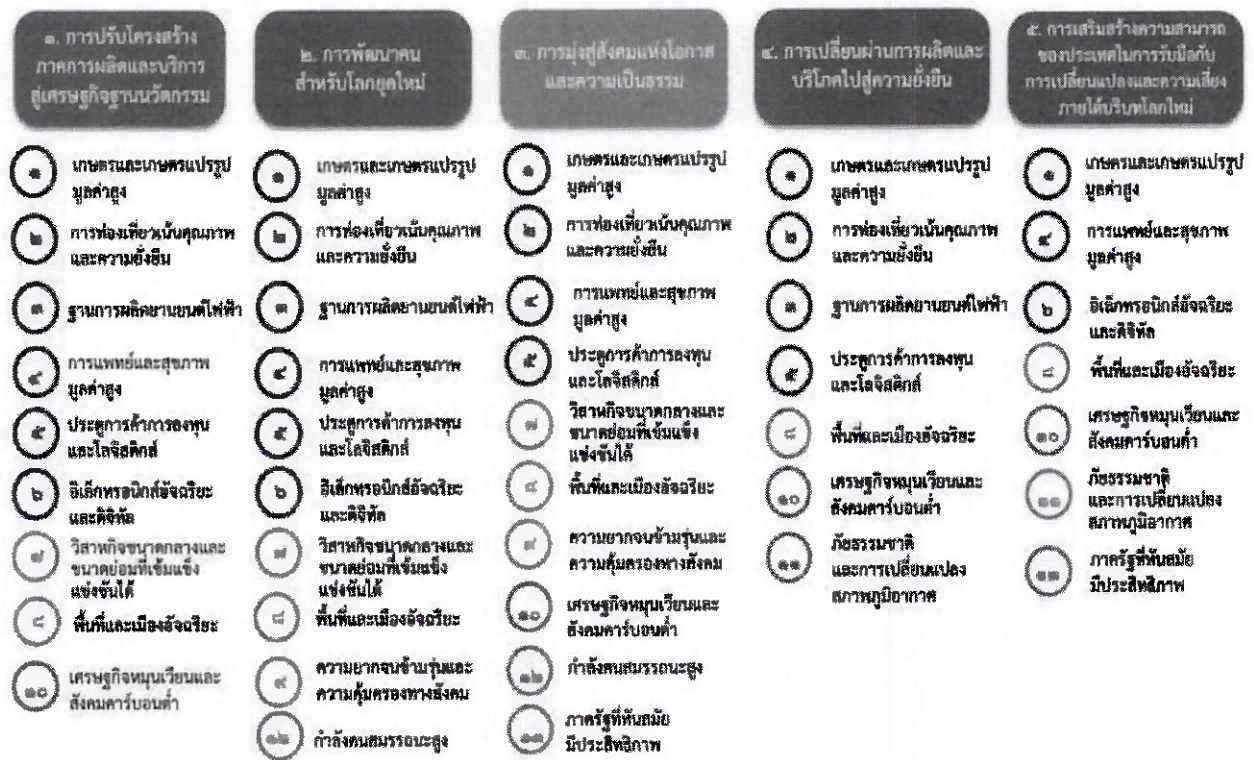 ๑. การปรับโครงสร้าง
ภาคการผลิตและบริการ
สู่เศรษฐกิจฐานนวัตกรรม
๑ เกษตรและเกษตรแปรรูป
มูลค่าสูง
๒ การท่องเที่ยวเน้นคุณภาพ
และความยั่งยืน
๓ ฐานการผลิตยานยนต์ไฟฟ้า
๔ การแพทย์และสุขภาพ
มูลค่าสูง
๕ ประตูการค้าการลงทุน
และโลจิสติกส์
๖ อิเล็กทรอนิกส์อัจฉริยะ
และดิจิทัล
๗ วิสาหกิจขนาดกลางและ
ขนาดย่อมที่เข้มแข็ง
แข่งขันได้
๘ พื้นที่และเมืองอัจฉริยะ
๑๐ เศรษฐกิจหมุนเวียนและ
สังคมคาร์บอนต่ำ
๒. การพัฒนาคน
สำหรับโลกยุคใหม่
๑ เกษตรและเกษตรแปรรูป
มูลค่าสูง
๒ การท่องเที่ยวเน้นคุณภาพ
และความยั่งยืน
๓ ฐานการผลิตยานยนต์ไฟฟ้า
๔ การแพทย์และสุขภาพ
มูลค่าสูง
๕ ประตูการค้าการลงทุน
และโลจิสติกส์
๖ อิเล็กทรอนิกส์อัจฉริยะ
และดิจิทัล
๗ วิสาหกิจขนาดกลางและ
ขนาดย่อมที่เข้มแข็ง
แข่งขันได้
๘ พื้นที่และเมืองอัจฉริยะ
๙ ความยากจนข้ามรุ่นและ
ความคุ้มครองทางสังคม
๑๒ กำลังคนสมรรถนะสูง
๓. การมุ่งสู่สังคมแห่งโอกาส
และความเป็นธรรม
๑ เกษตรและเกษตรแปรรูป
มูลค่าสูง
๒ การท่องเที่ยวเน้นคุณภาพ
และความยั่งยืน
๔ การแพทย์และสุขภาพ
มูลค่าสูง
๕ ประตูการค้าการลงทุน
และโลจิสติกส์
๗ วิสาหกิจขนาดกลางและ
ขนาดย่อมที่เข้มแข็ง
แข่งขันได้
๘ พื้นที่และเมืองอัจฉริยะ
๙ ความยากจนข้ามรุ่นและ
ความคุ้มครองทางสังคม
๑๐ เศรษฐกิจหมุนเวียนและ
สังคมคาร์บอนต่ำ
๑๒ กำลังคนสมรรถนะสูง
๑๓ ภาครัฐที่ทันสมัย
มีประสิทธิภาพ
๔. การเปลี่ยนผ่านการผลิตและ
บริโภคไปสู่ความยั่งยืน
๑ เกษตรและเกษตรแปรรูป
มูลค่าสูง
๒ การท่องเที่ยวเน้นคุณภาพ
และความยั่งยืน
๓ ฐานการผลิตยานยนต์ไฟฟ้า
๕ ประตูการค้าการลงทุน
และโลจิสติกส์
๘ พื้นที่และเมืองอัจฉริยะ
๑๐ เศรษฐกิจหมุนเวียนและ
สังคมคาร์บอนต่ำ
๑๑ ภัยธรรมชาติ
และการเปลี่ยนแปลง
สภาพภูมิอากาศ
๕. การเสริมสร้างความสามารถ
ของประเทศในการรับมือกับ
การเปลี่ยนแปลงและความเสี่ยง
ภายใต้บริบทโลกใหม่
๑ เกษตรและเกษตรแปรรูป
มูลค่าสูง
๔ การแพทย์และสุขภาพ
มูลค่าสูง
๖ อิเล็กทรอนิกส์อัจฉริยะ
และดิจิทัล
๘ พื้นที่และเมืองอัจฉริยะ
๑๐ เศรษฐกิจหมุนเวียนและ
สังคมคาร์บอนต่ำ
๑๑ ภัยธรรมชาติ
และการเปลี่ยนแปลง
สภาพภูมิอากาศ
๑๓ ภาครัฐที่ทันสมัย
มีประสิทธิภาพ